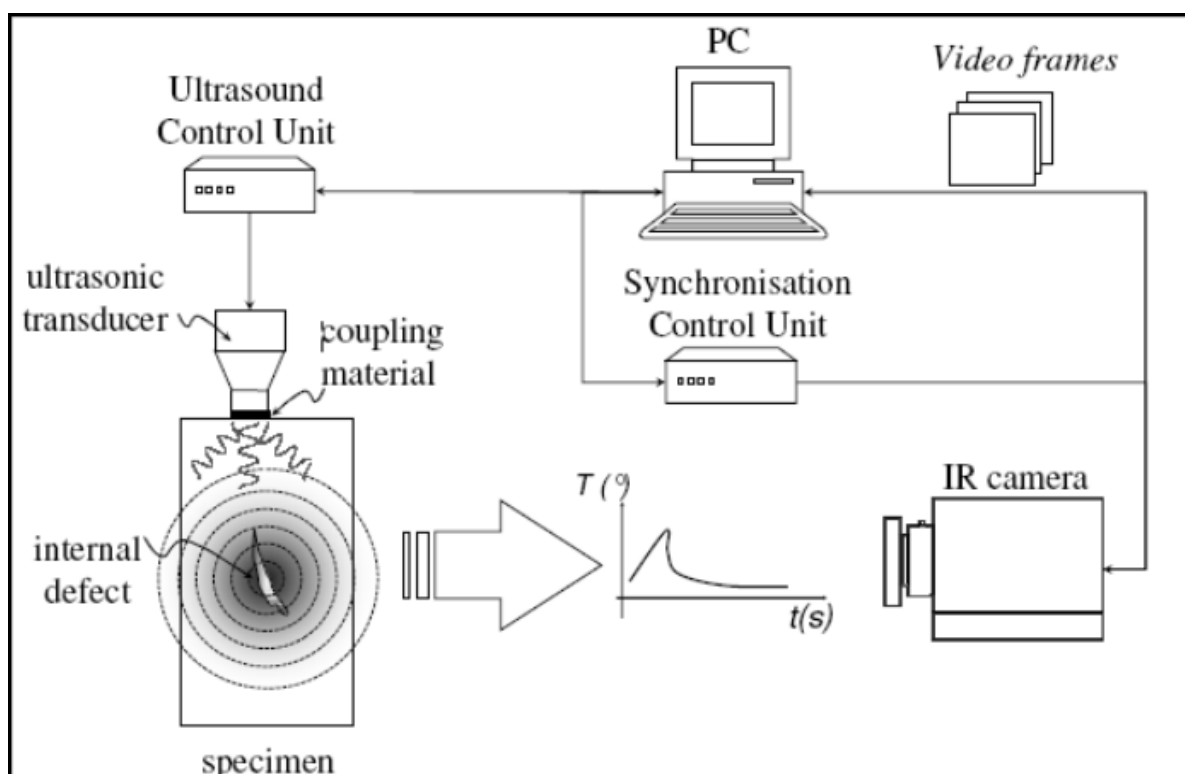 PC
Video frames
Ultrasound
Control Unit
ultrasonic
transducer
coupling
material
Synchronisation
Control Unit
T (°)
t(s)
IR camera
internal
defect
specimen